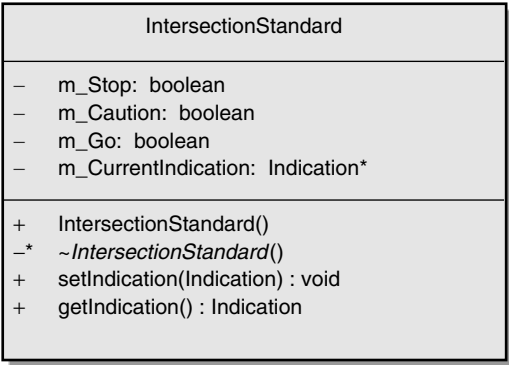 IntersectionStandard
– m_Stop: boolean
– m_Caution: boolean
– m_Go: boolean
– m_CurrentIndication: Indication*
+ IntersectionStandard()
–* ~IntersectionStandard()
+ setIndication(Indication) : void
+ getIndication() : Indication